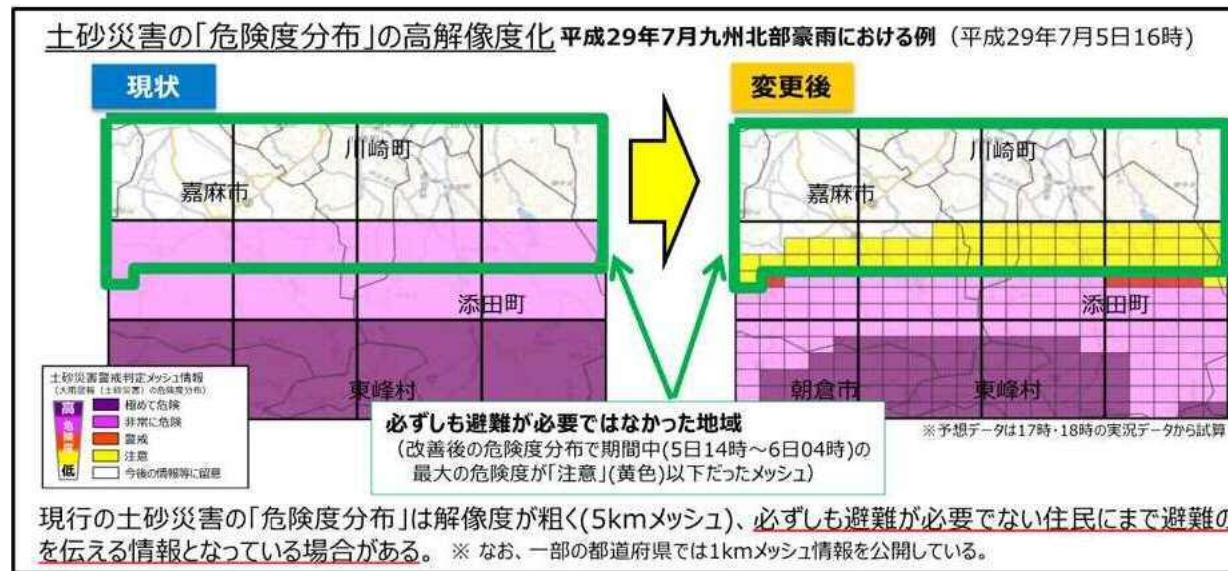 土砂災害の「危険度分布」の高解像度化 平成29年7月九州北部豪雨における例 (平成29年7月5日16時)
現状
変更後
川崎町
嘉麻市
添田町
東峰村
川崎町
嘉麻市
添田町
朝倉市
東峰村
土砂災害警戒判定メッシュ情報
(大雨警報(土砂災害)の危険度分布)
高
危険度
低
極めて危険
非常に危険
警戒
注意
今後の情報等に留意
必ずしも避難が必要ではなかった地域
(改善後の危険度分布で期間中(5日14時~6日04時)の
最大の危険度が「注意」(黄色)以下だったメッシュ)
※予想データは17時・18時の実況データから試算
現行の土砂災害の「危険度分布」は解像度が粗く(5kmメッシュ)、必ずしも避難が必要でない住民にまで避難の
を伝える情報となっている場合がある。 ※ なお、一部の都道府県では1kmメッシュ情報を公開している。